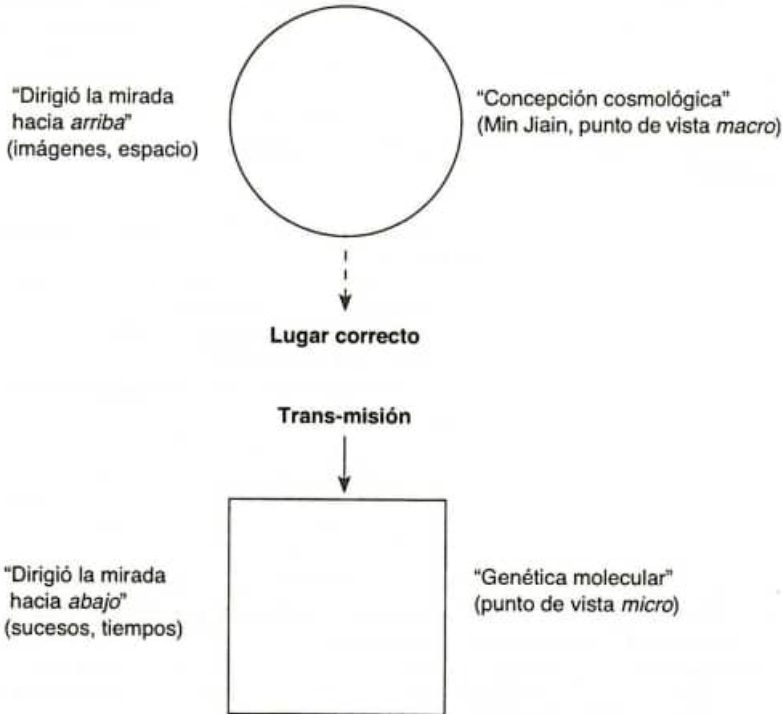 "Dirigió la mirada
hacia arriba"
(imágenes, espacio)
"Concepción cosmológica"
(Min Jiain, punto de vista macro)
Lugar correcto
Trans-misión
"Dirigió la mirada
hacia abajo"
(sucesos, tiempos)
"Genética molecular"
(punto de vista micro)